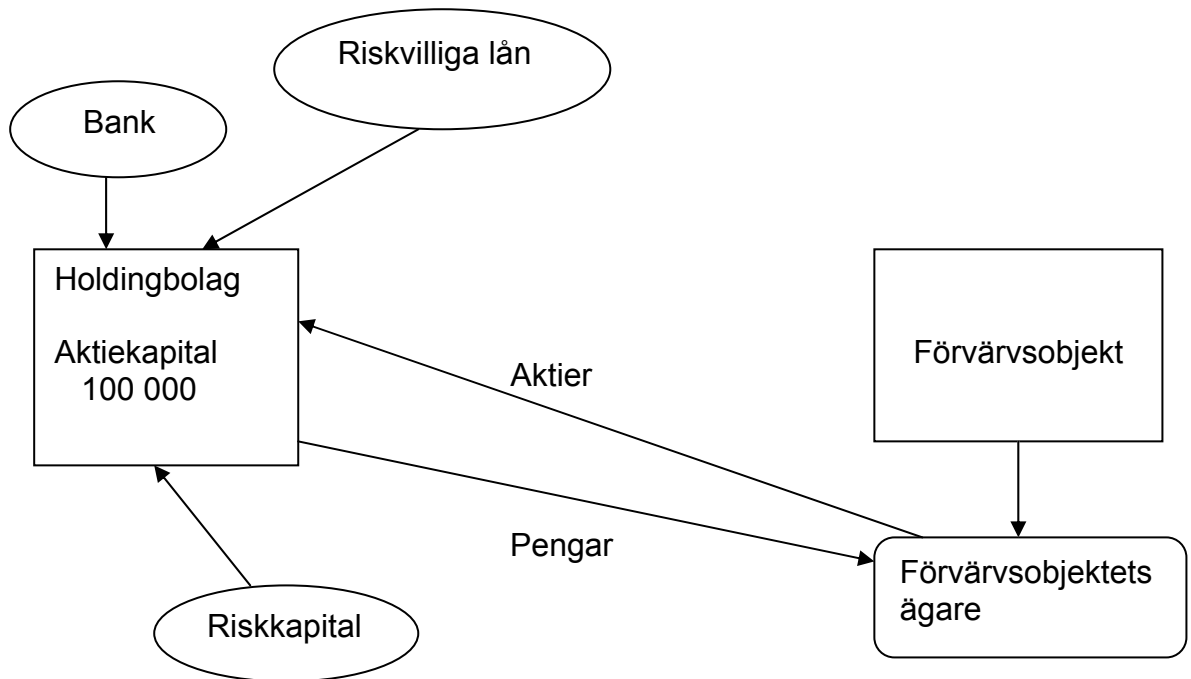 Riskvilliga lån
Bank
Holdingbolag
Aktiekapital
100 000
Förvärvsobjekt
Aktier
Pengar
Förvärvsobjektets
ägare
Riskkapital